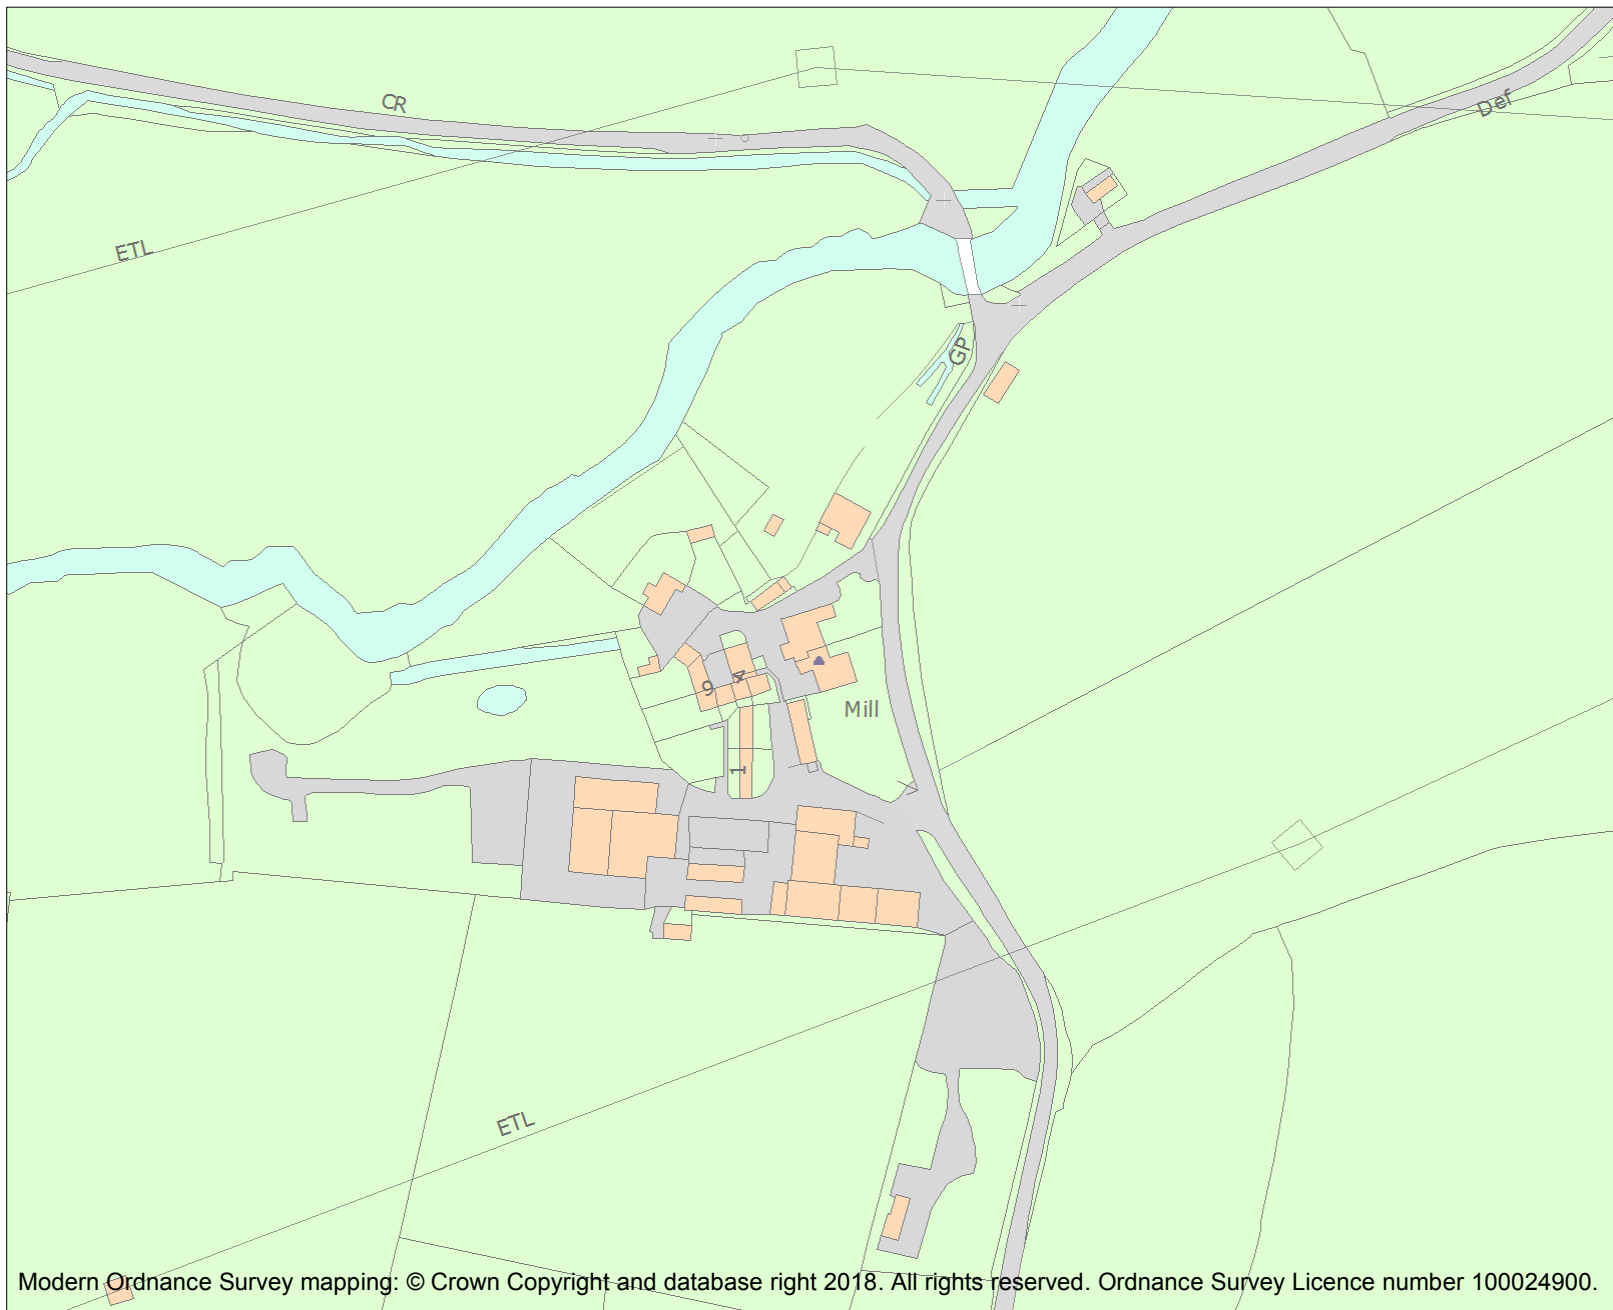 CR
Def
ETL
GP
4
9
Mill
1
ETL
Modern Ordnance Survey mapping: © Crown Copyright and database right 2018. All rights reserved. Ordnance Survey Licence number 100024900.